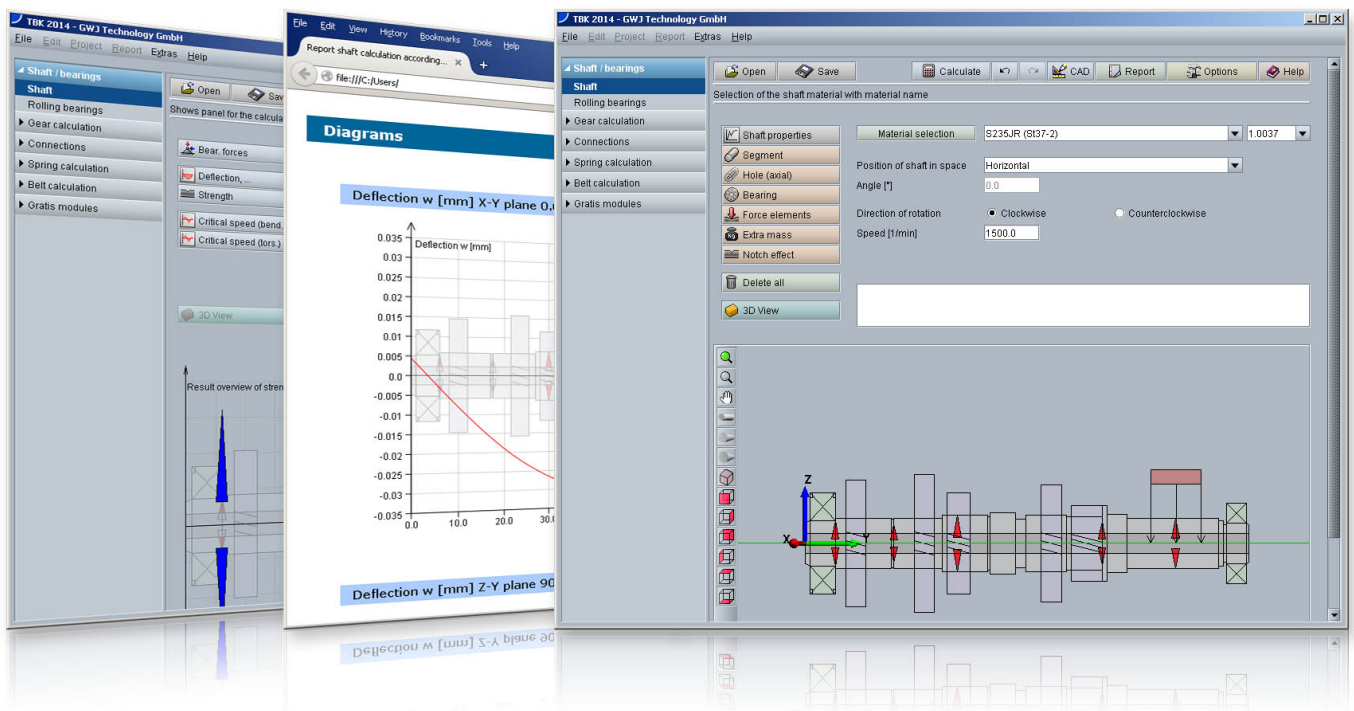 TBK 2014 - GWJ Technology GmbH
File Edit Project Report Extras Help
Shaft / bearings
Shaft
Rolling bearings
Gear calculation
Connections
Spring calculation
Belt calculation
Gratis modules
Open Sav
Shows panel for the calcula
Bear. forces
Deflection, ...
Strength
Critical speed (bend.
Critical speed (tors.)
3D View
Result overview of stren
File Edit View History Bookmarks Tools Help
Report shaft calculation according... × +
file:///C:/Users/
Diagrams
Deflection w [mm] X-Y plane 0.
Deflection w [mm]
0.035
0.03
0.025
0.02
0.015
0.01
0.005
0.0
-0.005
-0.01
-0.015
-0.02
-0.025
-0.03
-0.035
0.0 10.0 20.0 30.
Deflection w [mm] Z-Y plane 90
TBK 2014 - GWJ Technology GmbH
File Edit Project Report Extras Help
Shaft / bearings
Shaft
Rolling bearings
Gear calculation
Connections
Spring calculation
Belt calculation
Gratis modules
Open Save Calculate CAD Report Options Help
Selection of the shaft material with material name
Shaft properties
Segment
Hole (axial)
Bearing
Force elements
Extra mass
Notch effect
Delete all
3D View
Material selection S235JR (St37-2) 1.0037
Position of shaft in space Horizontal
Angle [°] 0.0
Direction of rotation Clockwise Counterclockwise
Speed [1/min] 1500.0
Z
X
Y